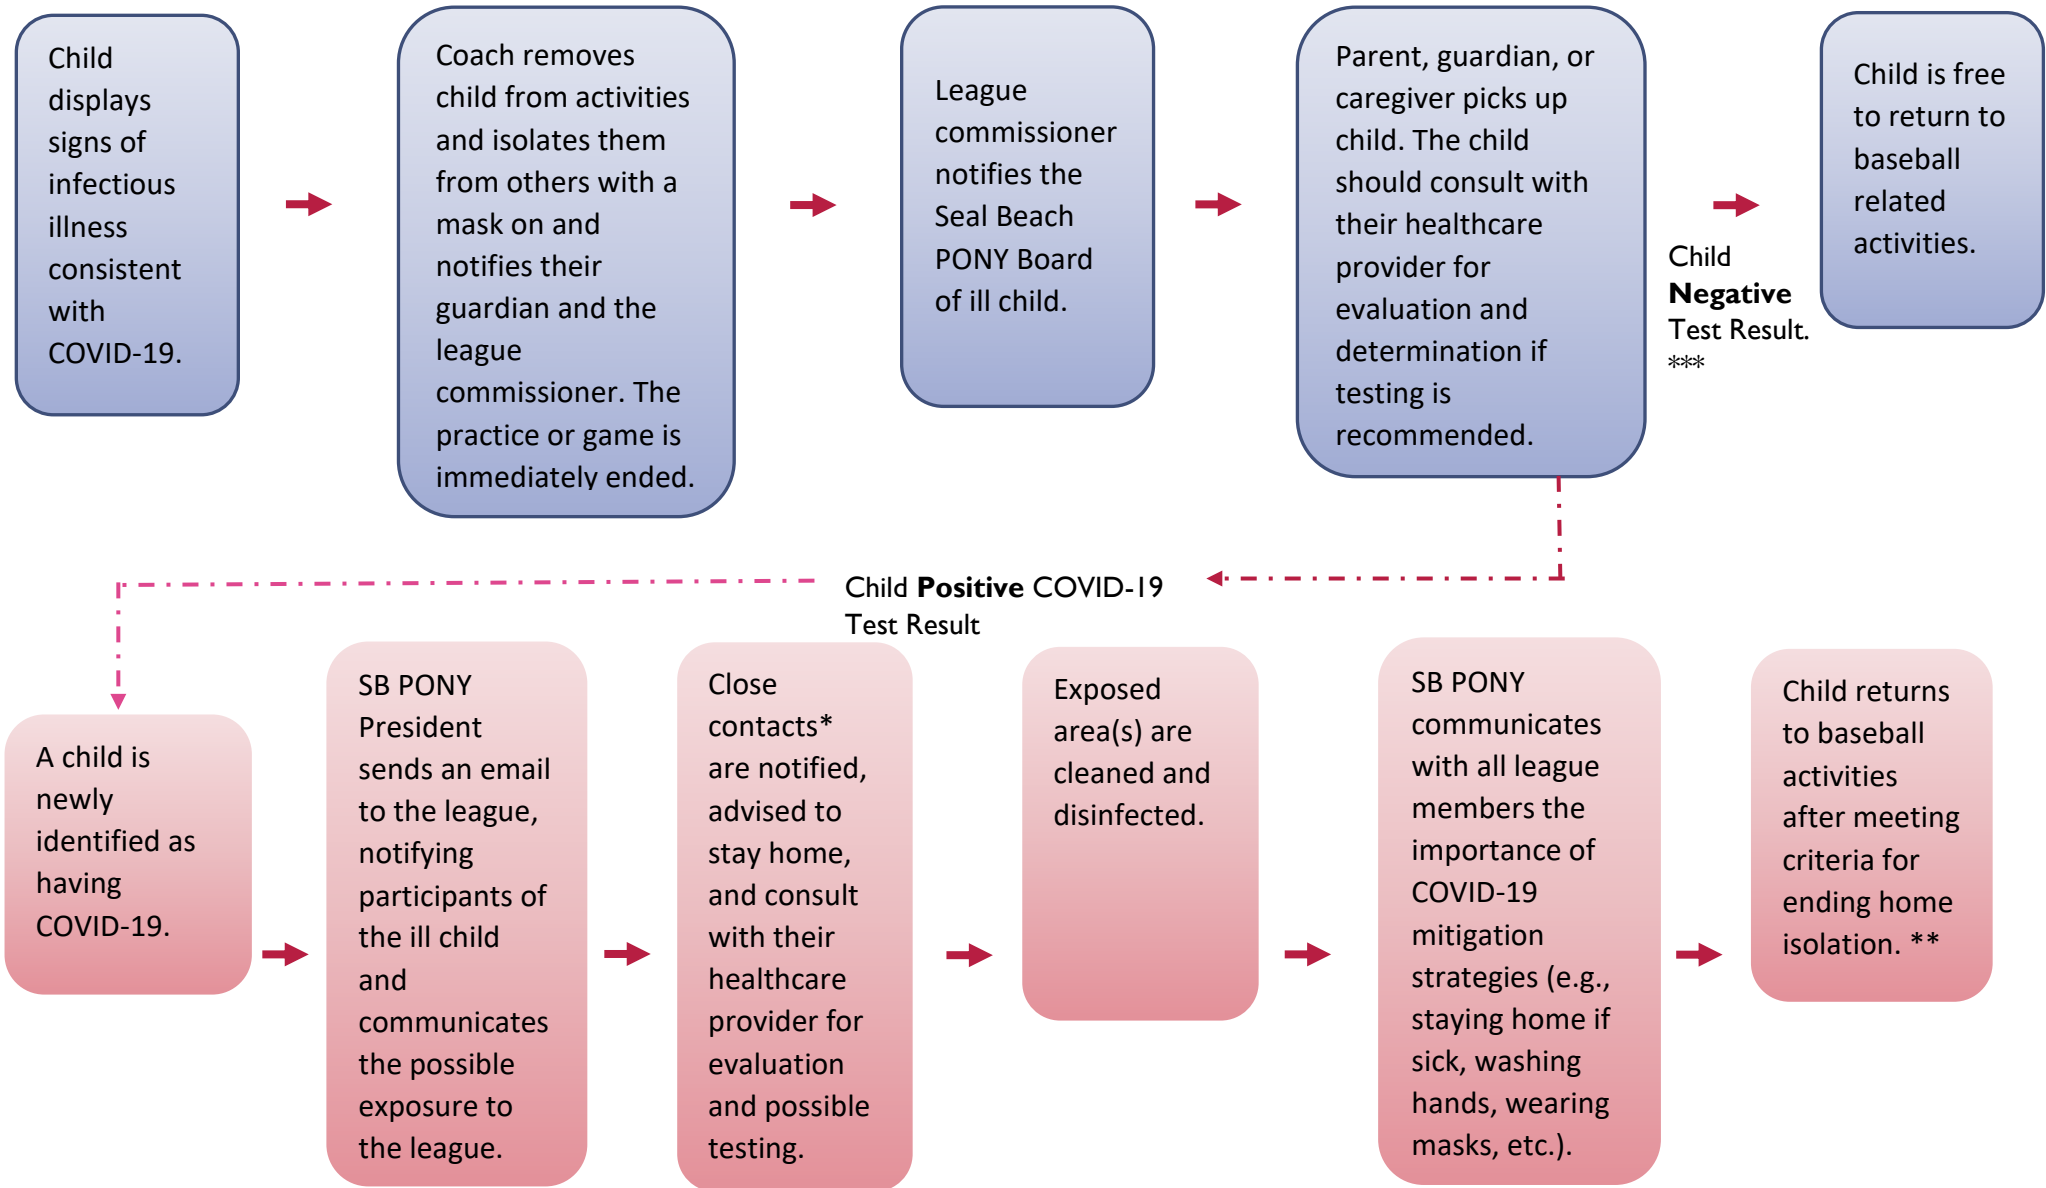 Child
displays
signs of
infectious
illness
consistent
with
COVID-19.
Coach removes
child from activities
and isolates them
from others with a
mask on and
notifies their
guardian and the
league
commissioner. The
practice or game is
immediately ended.
League
commissioner
notifies the
Seal Beach
PONY Board
of ill child.
Parent, guardian, or
caregiver picks up
child. The child
should consult with
their healthcare
provider for
evaluation and
determination if
testing is
recommended.
Child
Negative
Test Result.
***
Child is free
to return to
baseball
related
activities.
Child Positive COVID-19
Test Result
A child is
newly
identified as
having
COVID-19.
SB PONY
President
sends an email
to the league,
notifying
participants of
the ill child
and
communicates
the possible
exposure to
the league.
Close
contacts*
are notified,
advised to
stay home,
and consult
with their
healthcare
provider for
evaluation
and possible
testing.
Exposed
area(s) are
cleaned and
disinfected.
SB PONY
communicates
with all league
members the
importance of
COVID-19
mitigation
strategies (e.g.,
staying home if
sick, washing
hands, wearing
masks, etc.).
Child returns
to baseball
activities
after meeting
criteria for
ending home
isolation. **